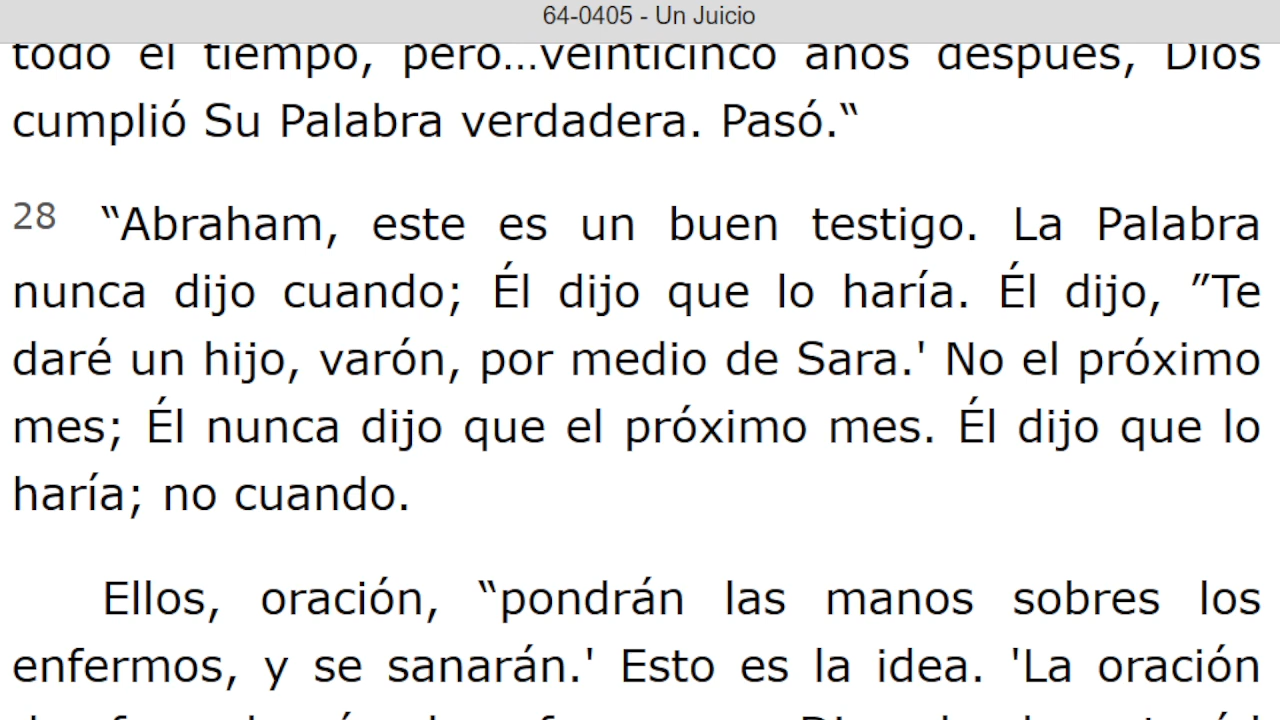 64-0405 - Un Juicio
todo el tiempo, pero...veinticinco años después, Dios
cumplió Su Palabra verdadera. Pasó.“
28 “Abraham, este es un buen testigo. La Palabra
nunca dijo cuando; Él dijo que lo haría. Él dijo, ”Te
daré un hijo, varón, por medio de Sara.' No el próximo
mes; Él nunca dijo que el próximo mes. Él dijo que lo
haría; no cuando.
Ellos, oración, “pondrán las manos sobres los
enfermos, y se sanarán.' Esto es la idea. 'La oración